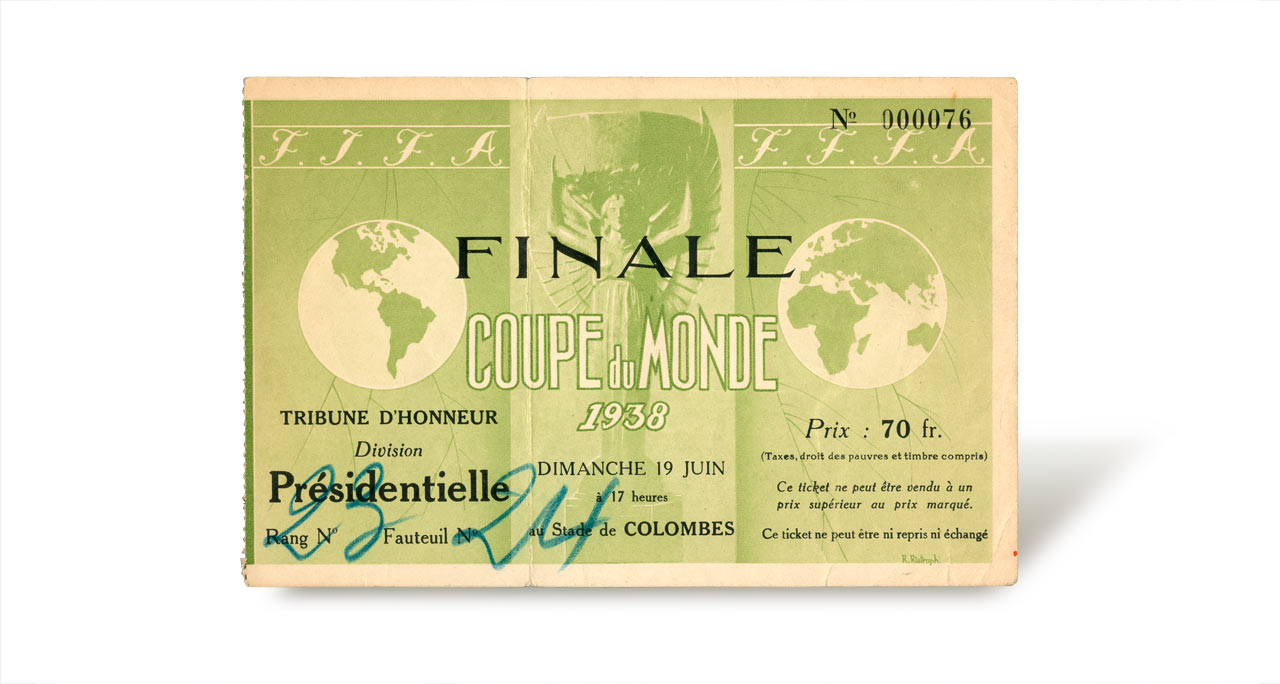 Nº 000076
F. I. F. A
F. F. F. A
FINALE
COUPE du MONDE
1938
TRIBUNE D'HONNEUR
Division
Présidentielle
Rang Nº 23 Fauteuil Nº 24
DIMANCHE 19 JUIN
à 17 heures
au Stade de COLOMBES
Prix : 70 fr.
(Taxes, droit des pauvres et timbre compris)
Ce ticket ne peut être vendu à un
prix supérieur au prix marqué.
Ce ticket ne peut être ni repris ni échangé